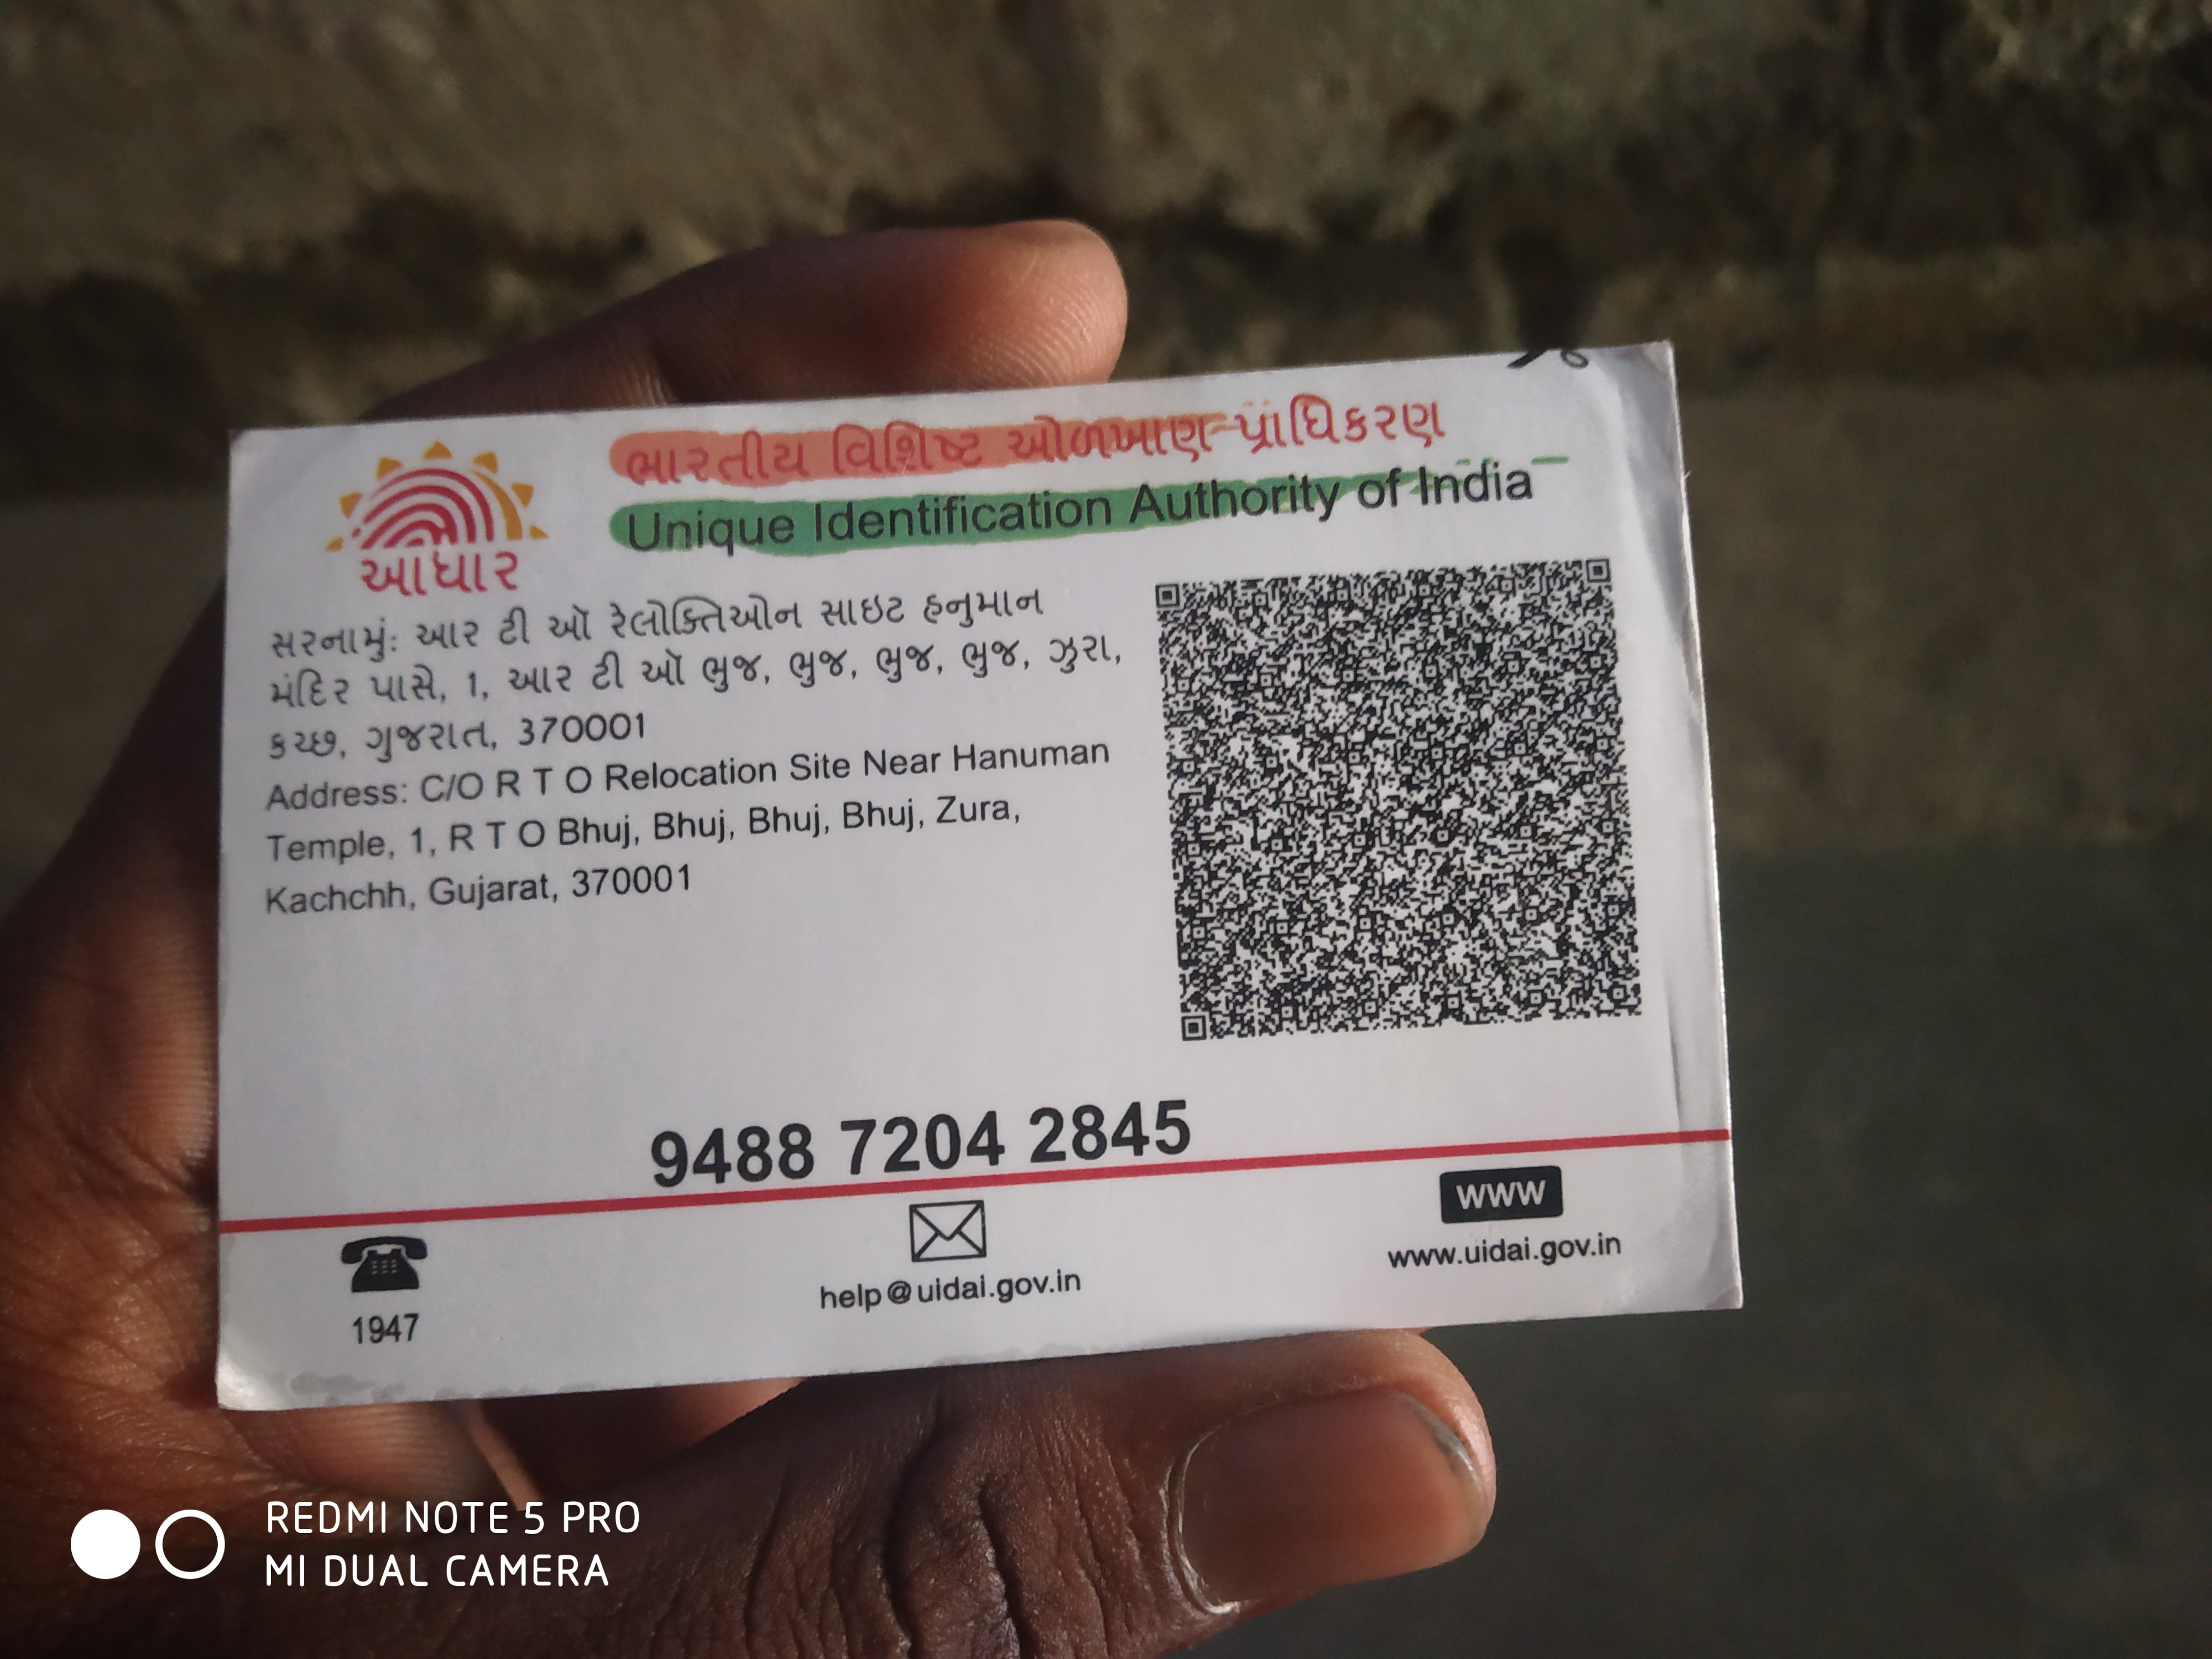 ભારતીય વિશિષ્ટ ઓળખાણ પ્રાધિકરણ
Unique Identification Authority of India
આધાર
સરનામું: આર ટી ઓ રેલોક્તિઓન સાઇટ હનુમાન
મંદિર પાસે, 1, આર ટી ઓ ભુજ, ભુજ, ભુજ, ભુજ, ઝુરા,
કચ્છ, ગુજરાત, 370001
Address: C/O R T O Relocation Site Near Hanuman
Temple, 1, R T O Bhuj, Bhuj, Bhuj, Bhuj, Zura,
Kachchh, Gujarat, 370001
9488 7204 2845
1947
help@uidai.gov.in
WWW
www.uidai.gov.in
REDMI NOTE 5 PRO
MI DUAL CAMERA